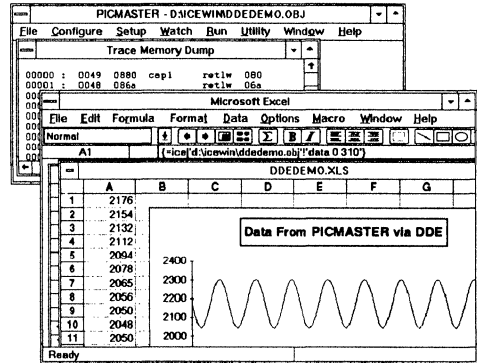 PICMASTER - D:\ICEWIN\DDEDEMO.OBJ
File Configure Setup Watch Run Utility Window Help
Trace Memory Dump
00000 : 0049 0880 cap1 retlw 080
00001 : 0048 086a retlw 06a
Microsoft Excel
File Edit Formula Format Data Options Macro Window Help
Normal Σ B I
A1 {=ice|'d:\icewin\ddedemo.obj'!'data 0 310'}
DDEDEMO.XLS
A B C D E F G
1 2176
2 2154
3 2132
4 2112
5 2094
6 2078
7 2065
8 2056
9 2050
10 2048
11 2050
Data From PICMASTER via DDE
2400
2300
2200
2100
2000
Ready